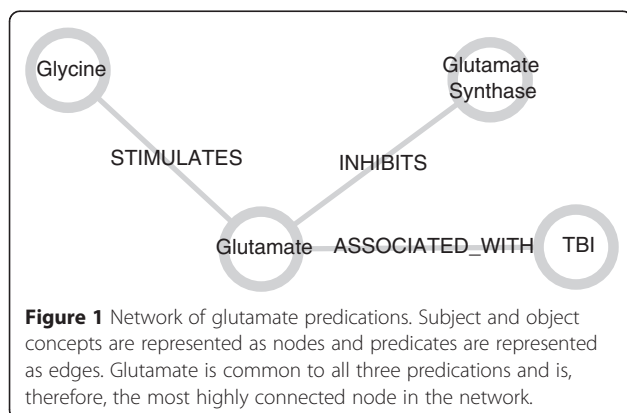 Glycine
Glutamate
Synthase
STIMULATES
INHIBITS
Glutamate
ASSOCIATED_WITH
TBI
Figure 1 Network of glutamate predications. Subject and object
concepts are represented as nodes and predicates are represented
as edges. Glutamate is common to all three predications and is,
therefore, the most highly connected node in the network.